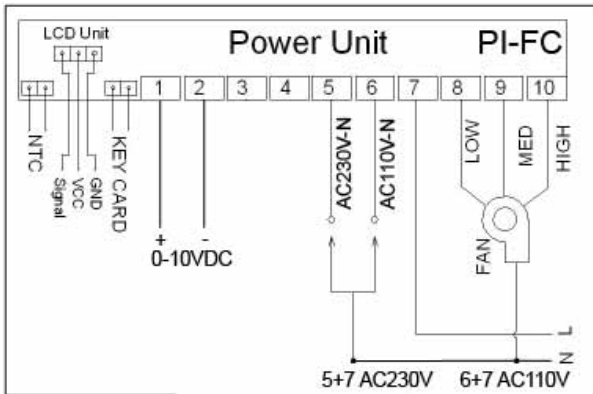 LCD Unit
Power Unit
PI-FC
1 2 3 4 5 6 7 8 9 10
NTC
Signal
VCC
GND
KEY CARD
AC230V-N
AC110V-N
LOW
MED
HIGH
+ -
0-10VDC
FAN
L
N
5+7 AC230V
6+7 AC110V